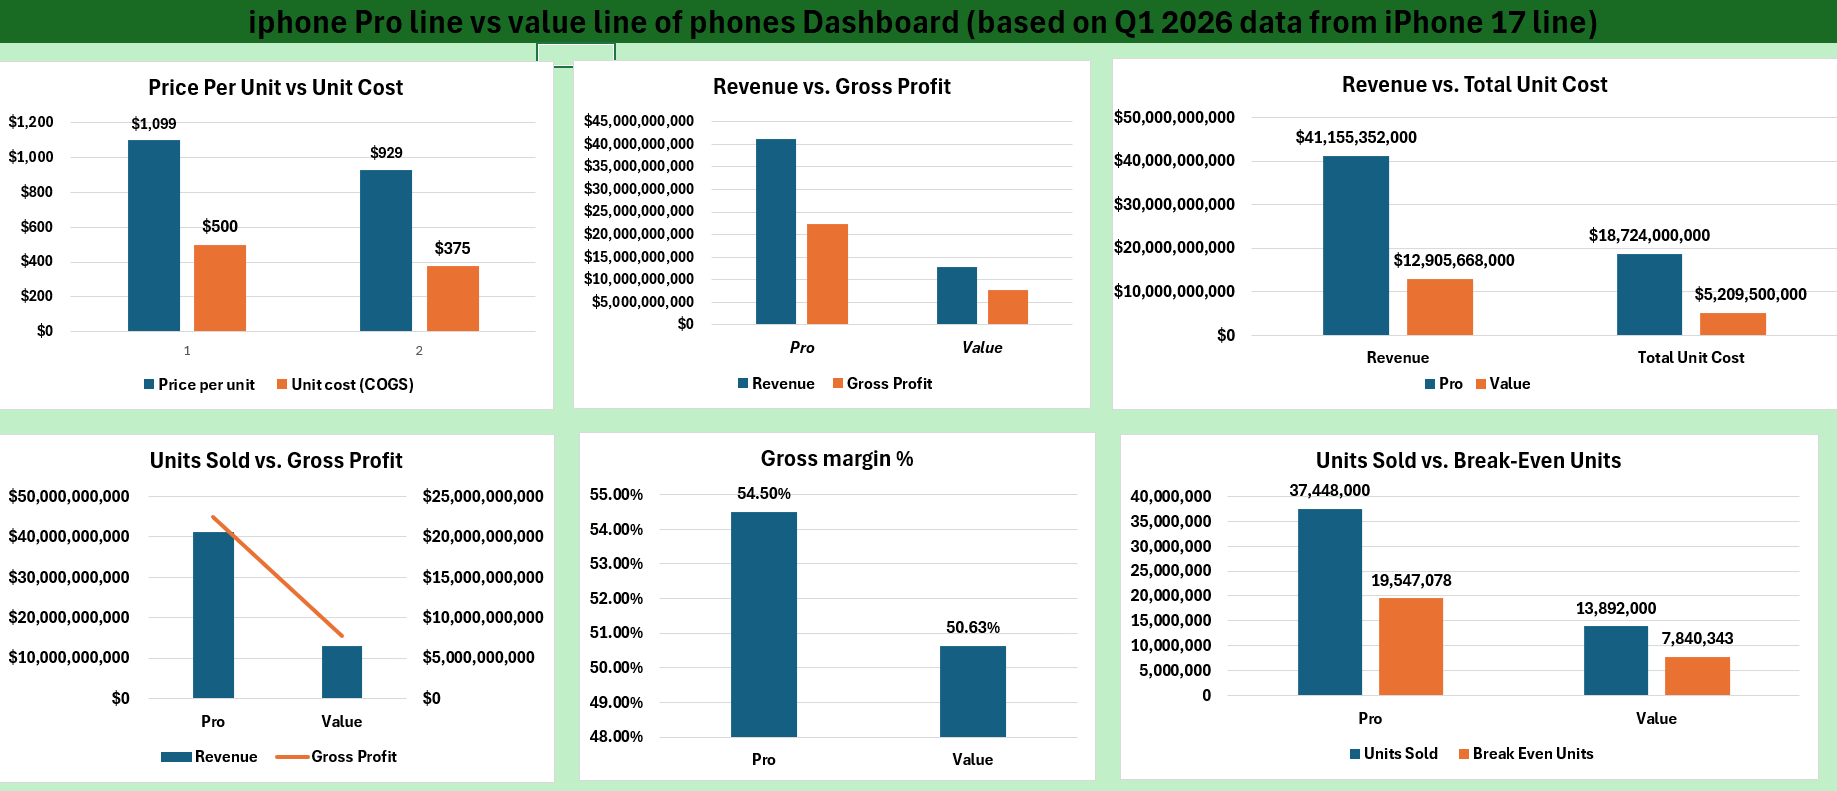 iphone Pro line vs value line of phones Dashboard (based on Q1 2026 data from iPhone 17 line)
Price Per Unit vs Unit Cost
$1,200
$1,000
$800
$600
$400
$200
$0
$1,099
$500
$929
$375
1
2
Price per unit
Unit cost (COGS)
Revenue vs. Gross Profit
$45,000,000,000
$40,000,000,000
$35,000,000,000
$30,000,000,000
$25,000,000,000
$20,000,000,000
$15,000,000,000
$10,000,000,000
$5,000,000,000
$0
Pro
Value
Revenue
Gross Profit
Revenue vs. Total Unit Cost
$50,000,000,000
$40,000,000,000
$30,000,000,000
$20,000,000,000
$10,000,000,000
$0
$41,155,352,000
$12,905,668,000
$18,724,000,000
$5,209,500,000
Revenue
Total Unit Cost
Pro
Value
Units Sold vs. Gross Profit
$50,000,000,000
$40,000,000,000
$30,000,000,000
$20,000,000,000
$10,000,000,000
$0
$25,000,000,000
$20,000,000,000
$15,000,000,000
$10,000,000,000
$5,000,000,000
$0
Pro
Value
Revenue
Gross Profit
Gross margin %
55.00%
54.00%
53.00%
52.00%
51.00%
50.00%
49.00%
48.00%
54.50%
50.63%
Pro
Value
Units Sold vs. Break-Even Units
40,000,000
35,000,000
30,000,000
25,000,000
20,000,000
15,000,000
10,000,000
5,000,000
0
37,448,000
19,547,078
13,892,000
7,840,343
Pro
Value
Units Sold
Break Even Units